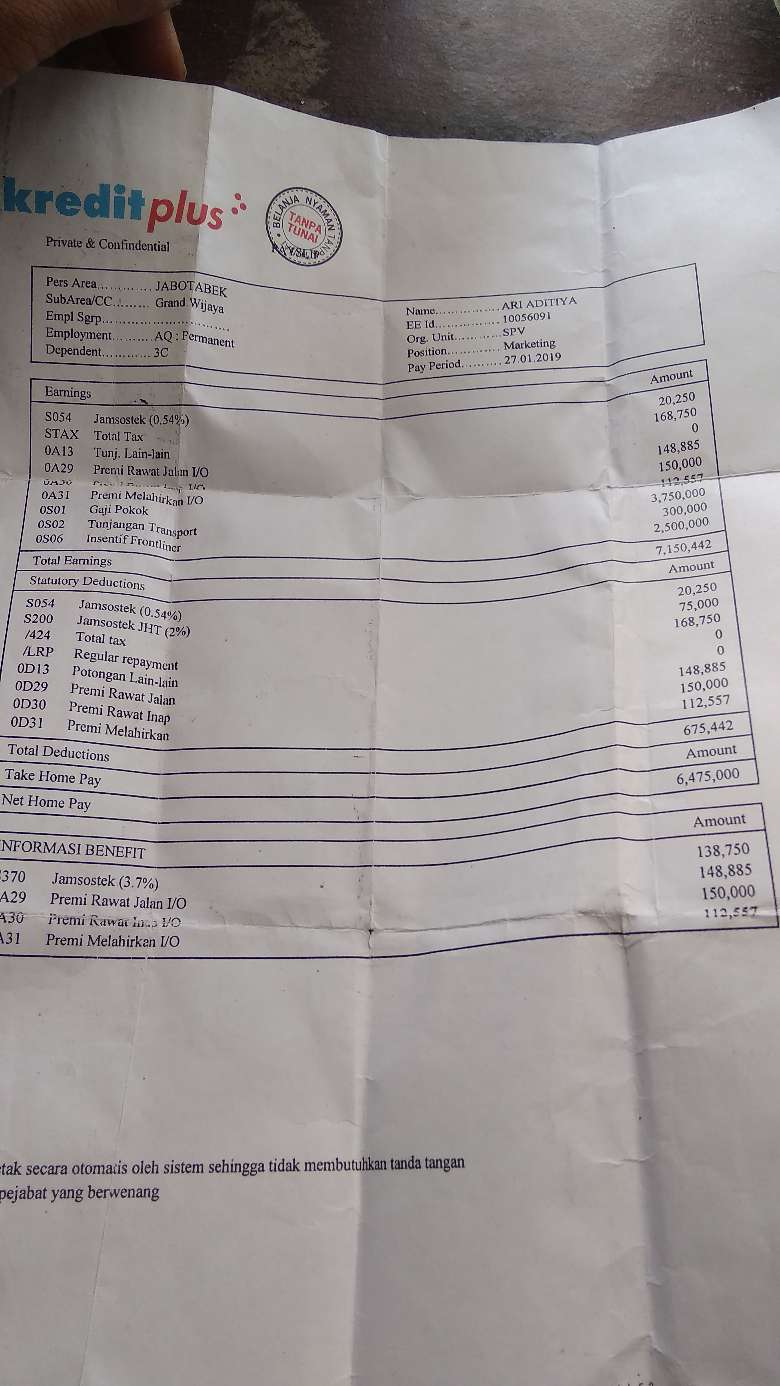 kreditplus
BELANJA NYAMAN
TANPA
TUNAI
Private & Confindential
Pers Area............. JABOTABEK
SubArea/CC......... Grand Wijaya
Empl Sgrp..............................
Employment......... AQ : Permanent
Dependent............ 3C
Name................ ARI ADITIYA
EE Id................ 10056091
Org. Unit............ SPV
Position............. Marketing
Pay Period.......... 27.01.2019
Earnings Amount
S054 Jamsostek (0,54%) 20,250
STAX Total Tax 168,750
0A13 Tunj. Lain-lain 0
0A29 Premi Rawat Jalan I/O 148,885
I/O 150,000
0A31 Premi Melahirkan I/O 112,557
0S01 Gaji Pokok 3,750,000
0S02 Tunjangan Transport 300,000
0S06 Insentif Frontliner 2,500,000
Total Earnings 7,150,442
Statutory Deductions Amount
S054 Jamsostek (0.54%) 20,250
S200 Jamsostek JHT (2%) 75,000
/424 Total tax 168,750
/LRP Regular repayment 0
0D13 Potongan Lain-lain 0
0D29 Premi Rawat Jalan 148,885
0D30 Premi Rawat Inap 150,000
0D31 Premi Melahirkan 112,557
Total Deductions 675,442
Take Home Pay Amount
Net Home Pay 6,475,000
NFORMASI BENEFIT Amount
370 Jamsostek (3.7%) 138,750
A29 Premi Rawat Jalan I/O 148,885
A30 Premi Rawat Inap I/O 150,000
A31 Premi Melahirkan I/O 112,557
tak secara otomatis oleh sistem sehingga tidak membutuhkan tanda tangan
pejabat yang berwenang